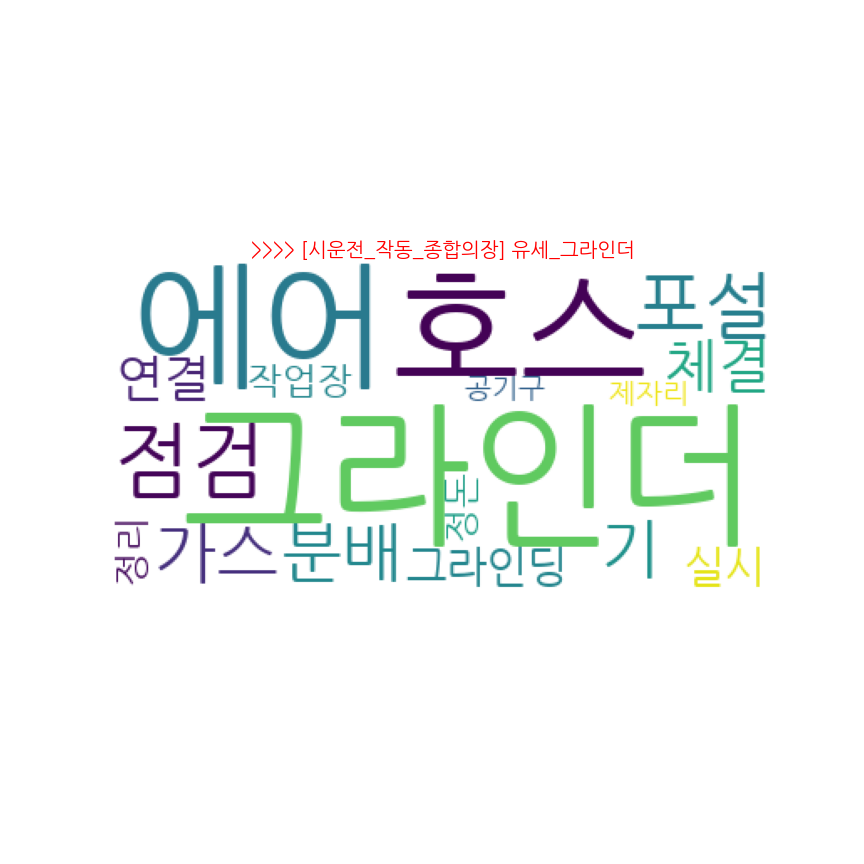 >>>> [시운전_작동_종합의장] 유세_그라인더
에어
호스
포설
연결
작업장
공기구
제자리
체결
점검
그라인더
정돈
정리
가스
분배
그라인딩
기
실시